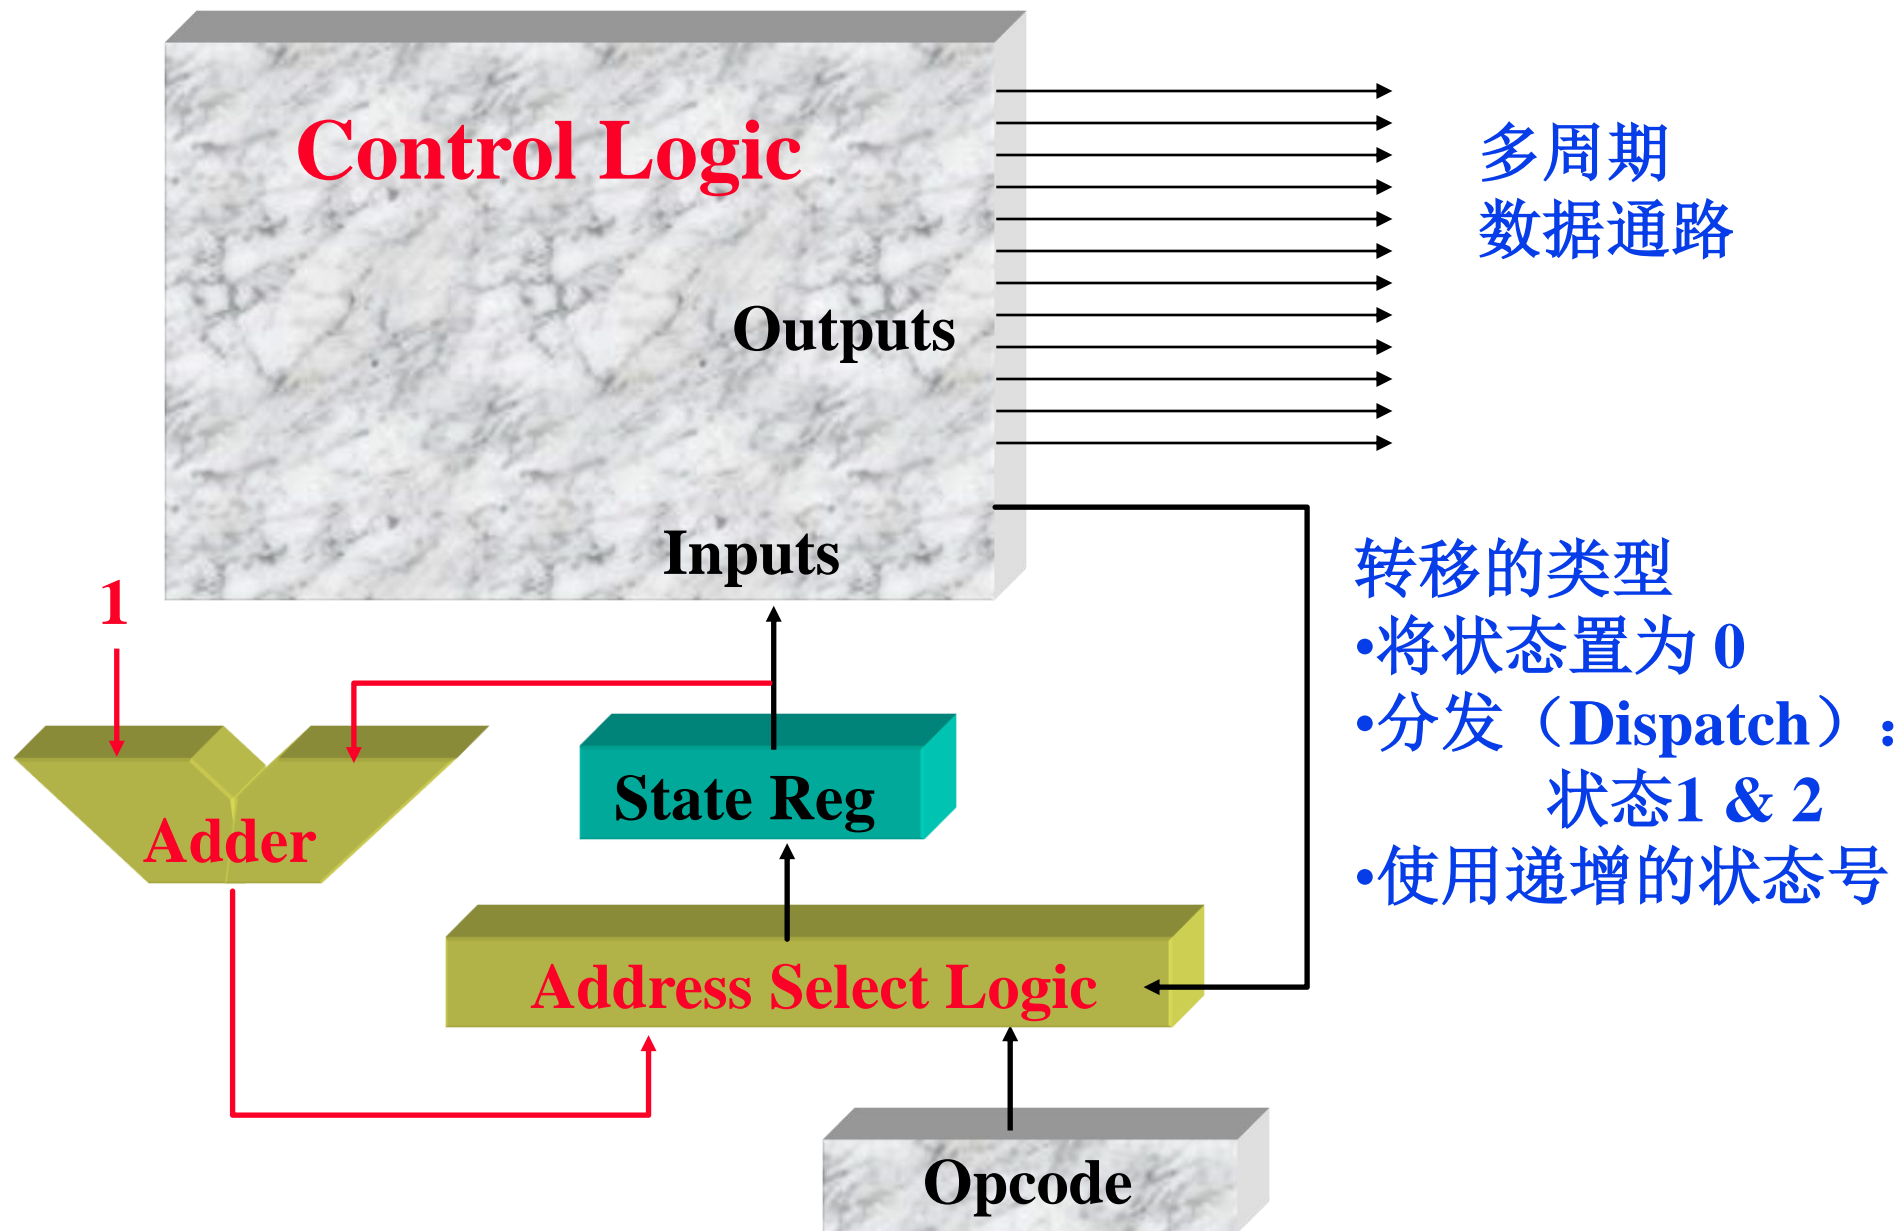 Control Logic
多周期
数据通路
Outputs
Inputs
转移的类型
•将状态置为 0
•分发（Dispatch）：
状态1 & 2
•使用递增的状态号
1
State Reg
Adder
Address Select Logic
Opcode